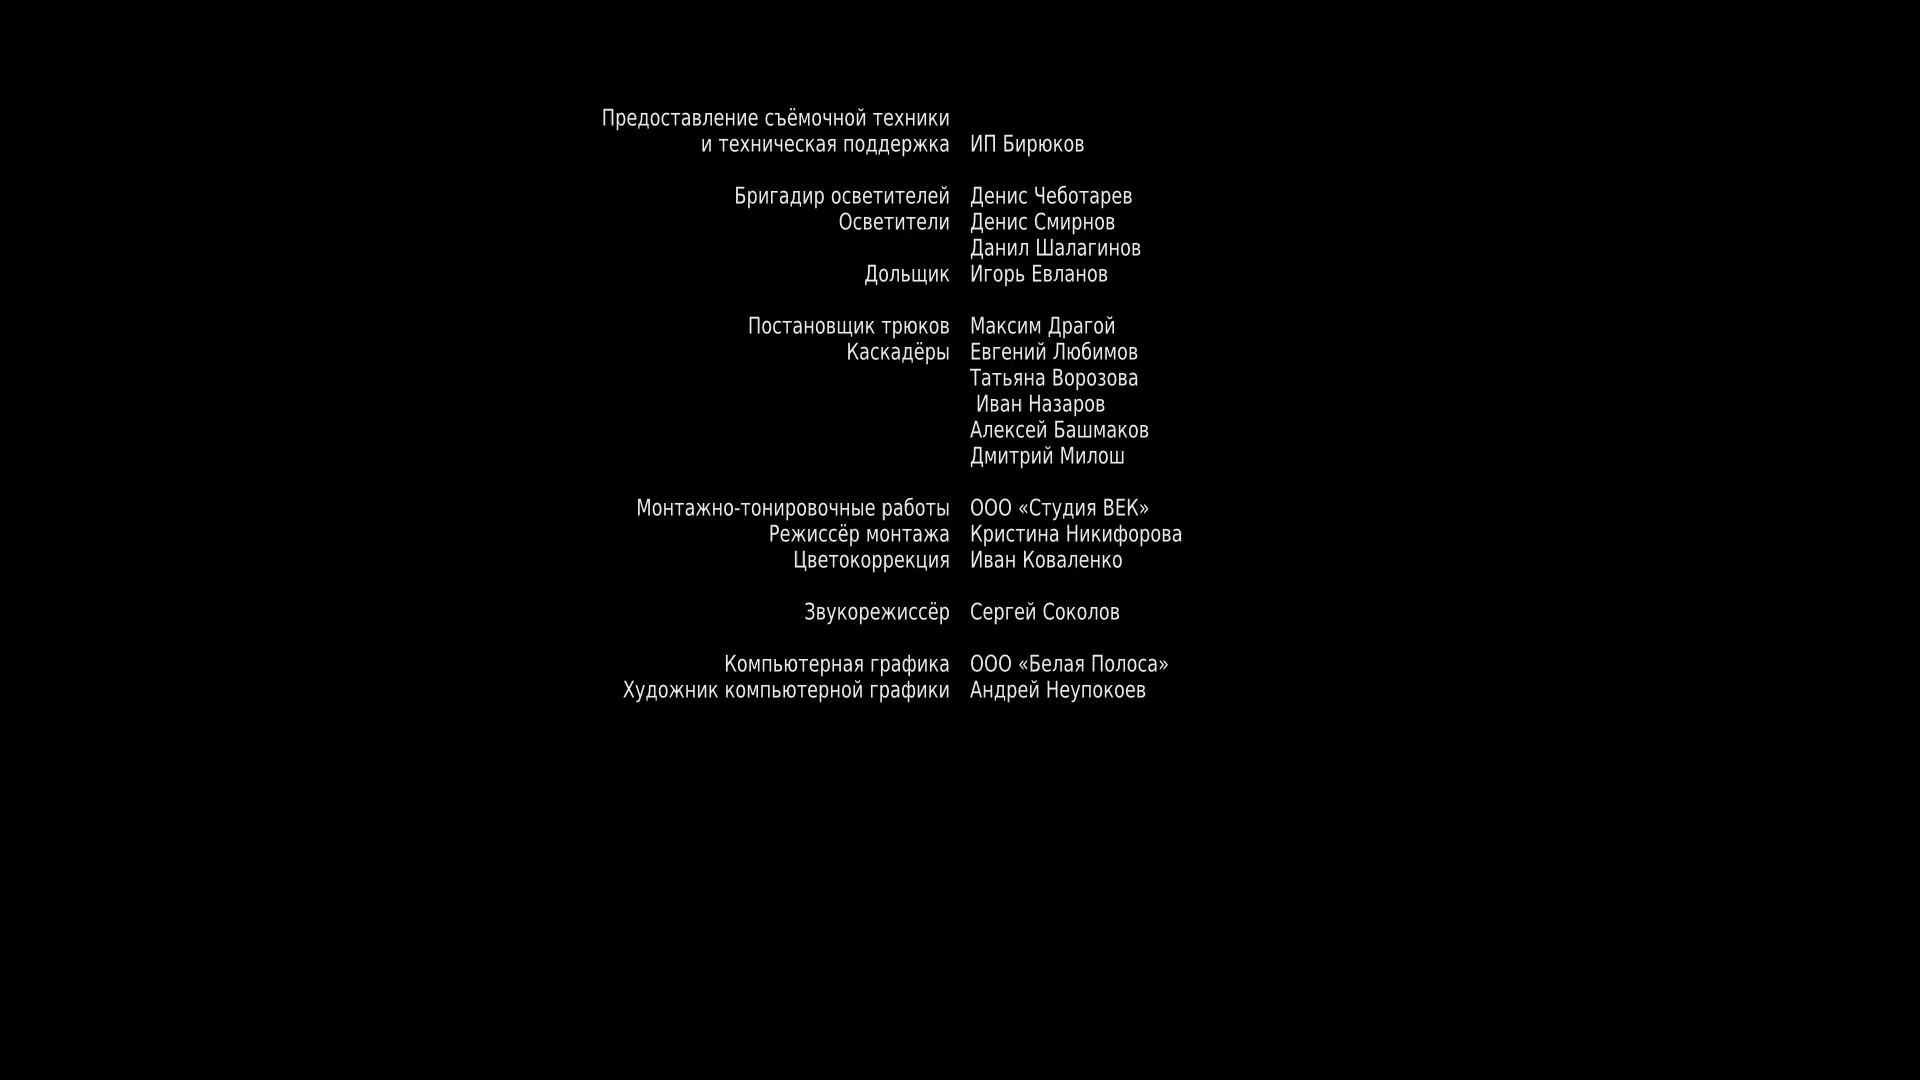 Предоставление съёмочной техники
и техническая поддержка ИП Бирюков
Бригадир осветителей Денис Чеботарев
Осветители Денис Смирнов
Данил Шалагинов
Дольщик Игорь Евланов
Постановщик трюков Максим Драгой
Каскадёры Евгений Любимов
Татьяна Ворозова
Иван Назаров
Алексей Башмаков
Дмитрий Милош
Монтажно-тонировочные работы ООО «Студия ВЕК»
Режиссёр монтажа Кристина Никифорова
Цветокоррекция Иван Коваленко
Звукорежиссёр Сергей Соколов
Компьютерная графика ООО «Белая Полоса»
Художник компьютерной графики Андрей Неупокоев